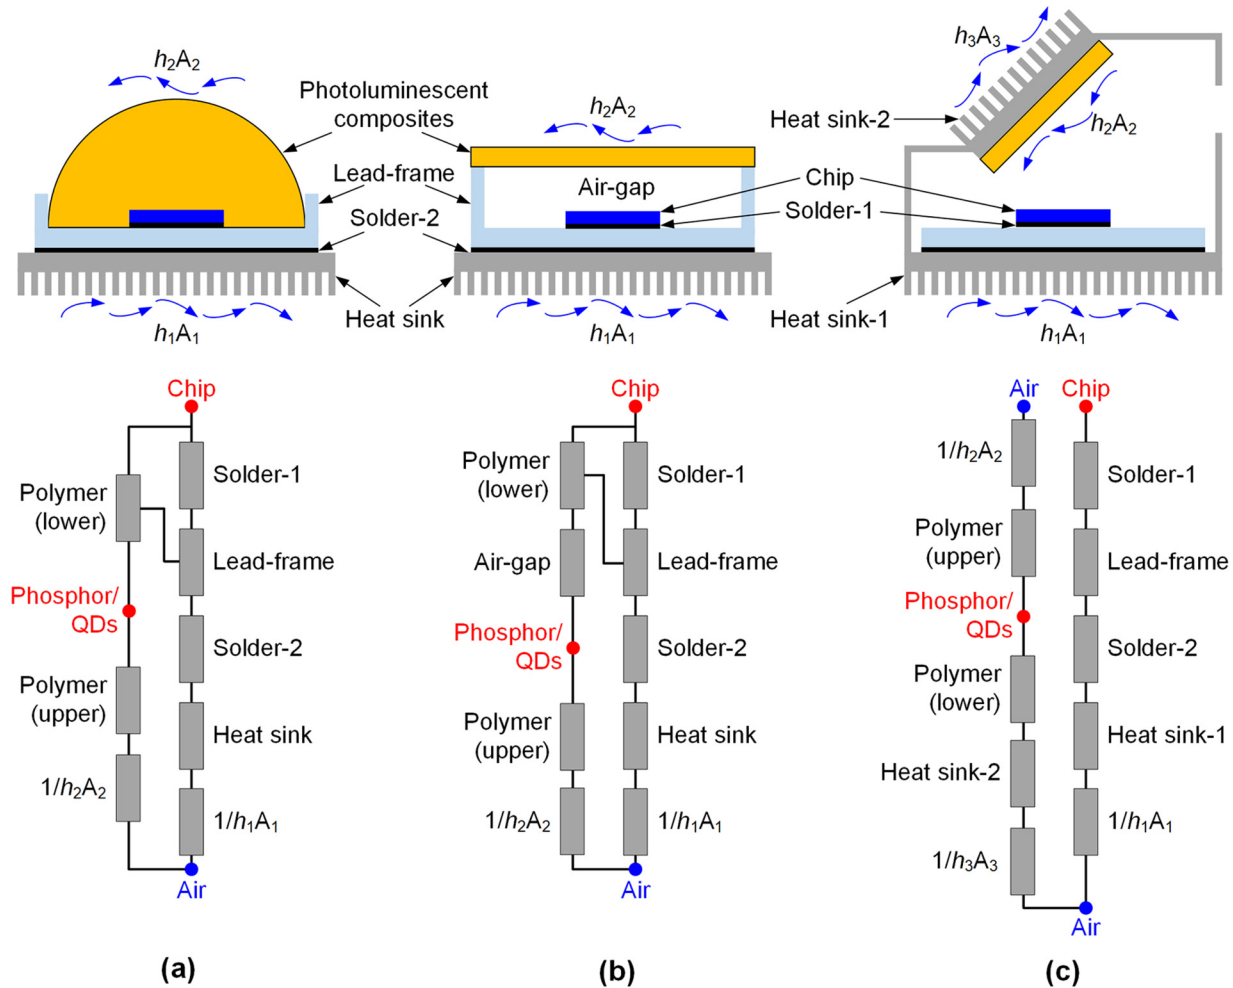 h₂A₂
Photoluminescent
composites
Lead-frame
Solder-2
Heat sink
h₁A₁
h₂A₂
Air-gap
Chip
Solder-1
h₁A₁
h₃A₃
Heat sink-2
h₂A₂
Heat sink-1
h₁A₁
Chip
Solder-1
Polymer
(lower)
Lead-frame
Phosphor/
QDs
Solder-2
Polymer
(upper)
Heat sink
1/h₂A₂
1/h₁A₁
Air
(a)
Chip
Polymer
(lower)
Solder-1
Air-gap
Lead-frame
Phosphor/
QDs
Solder-2
Polymer
(upper)
Heat sink
1/h₂A₂
1/h₁A₁
Air
(b)
Air
Chip
1/h₂A₂
Solder-1
Polymer
(upper)
Lead-frame
Phosphor/
QDs
Solder-2
Polymer
(lower)
Heat sink-1
Heat sink-2
1/h₁A₁
1/h₃A₃
Air
(c)